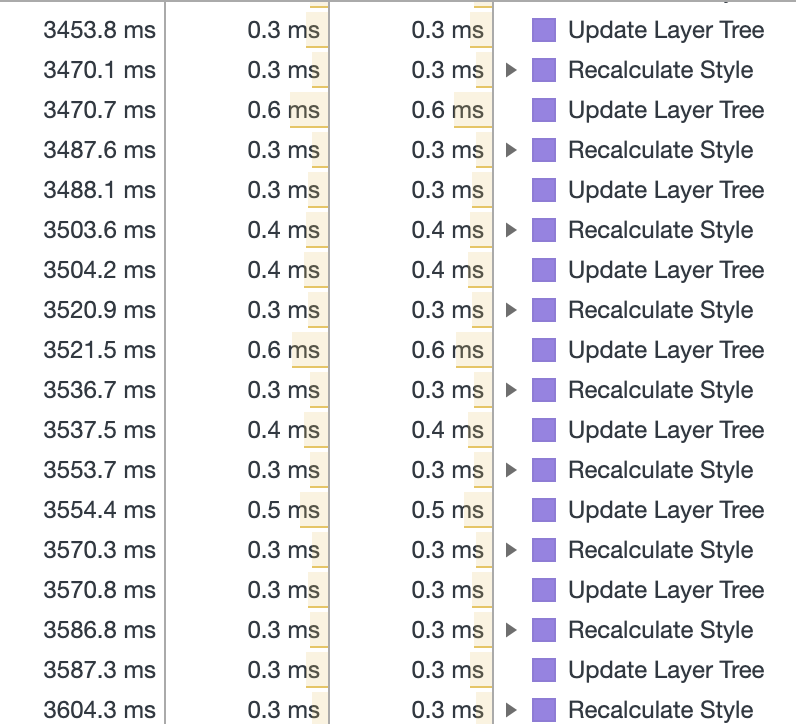 3453.8 ms 0.3 ms 0.3 ms Update Layer Tree
3470.1 ms 0.3 ms 0.3 ms Recalculate Style
3470.7 ms 0.6 ms 0.6 ms Update Layer Tree
3487.6 ms 0.3 ms 0.3 ms Recalculate Style
3488.1 ms 0.3 ms 0.3 ms Update Layer Tree
3503.6 ms 0.4 ms 0.4 ms Recalculate Style
3504.2 ms 0.4 ms 0.4 ms Update Layer Tree
3520.9 ms 0.3 ms 0.3 ms Recalculate Style
3521.5 ms 0.6 ms 0.6 ms Update Layer Tree
3536.7 ms 0.3 ms 0.3 ms Recalculate Style
3537.5 ms 0.4 ms 0.4 ms Update Layer Tree
3553.7 ms 0.3 ms 0.3 ms Recalculate Style
3554.4 ms 0.5 ms 0.5 ms Update Layer Tree
3570.3 ms 0.3 ms 0.3 ms Recalculate Style
3570.8 ms 0.3 ms 0.3 ms Update Layer Tree
3586.8 ms 0.3 ms 0.3 ms Recalculate Style
3587.3 ms 0.3 ms 0.3 ms Update Layer Tree
3604.3 ms 0.3 ms 0.3 ms Recalculate Style